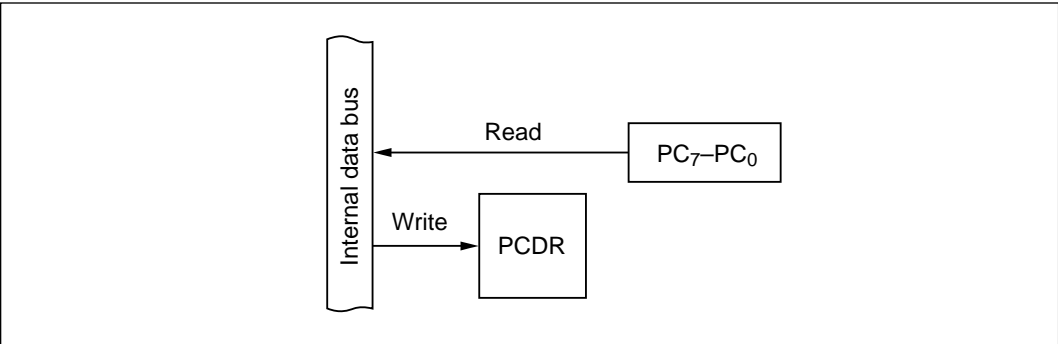 Internal data bus
Read
PC7–PC0
Write
PCDR